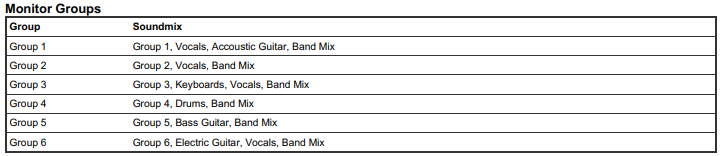 Monitor Groups
Group Soundmix
Group 1 Group 1, Vocals, Accoustic Guitar, Band Mix
Group 2 Group 2, Vocals, Band Mix
Group 3 Group 3, Keyboards, Vocals, Band Mix
Group 4 Group 4, Drums, Band Mix
Group 5 Group 5, Bass Guitar, Band Mix
Group 6 Group 6, Electric Guitar, Vocals, Band Mix